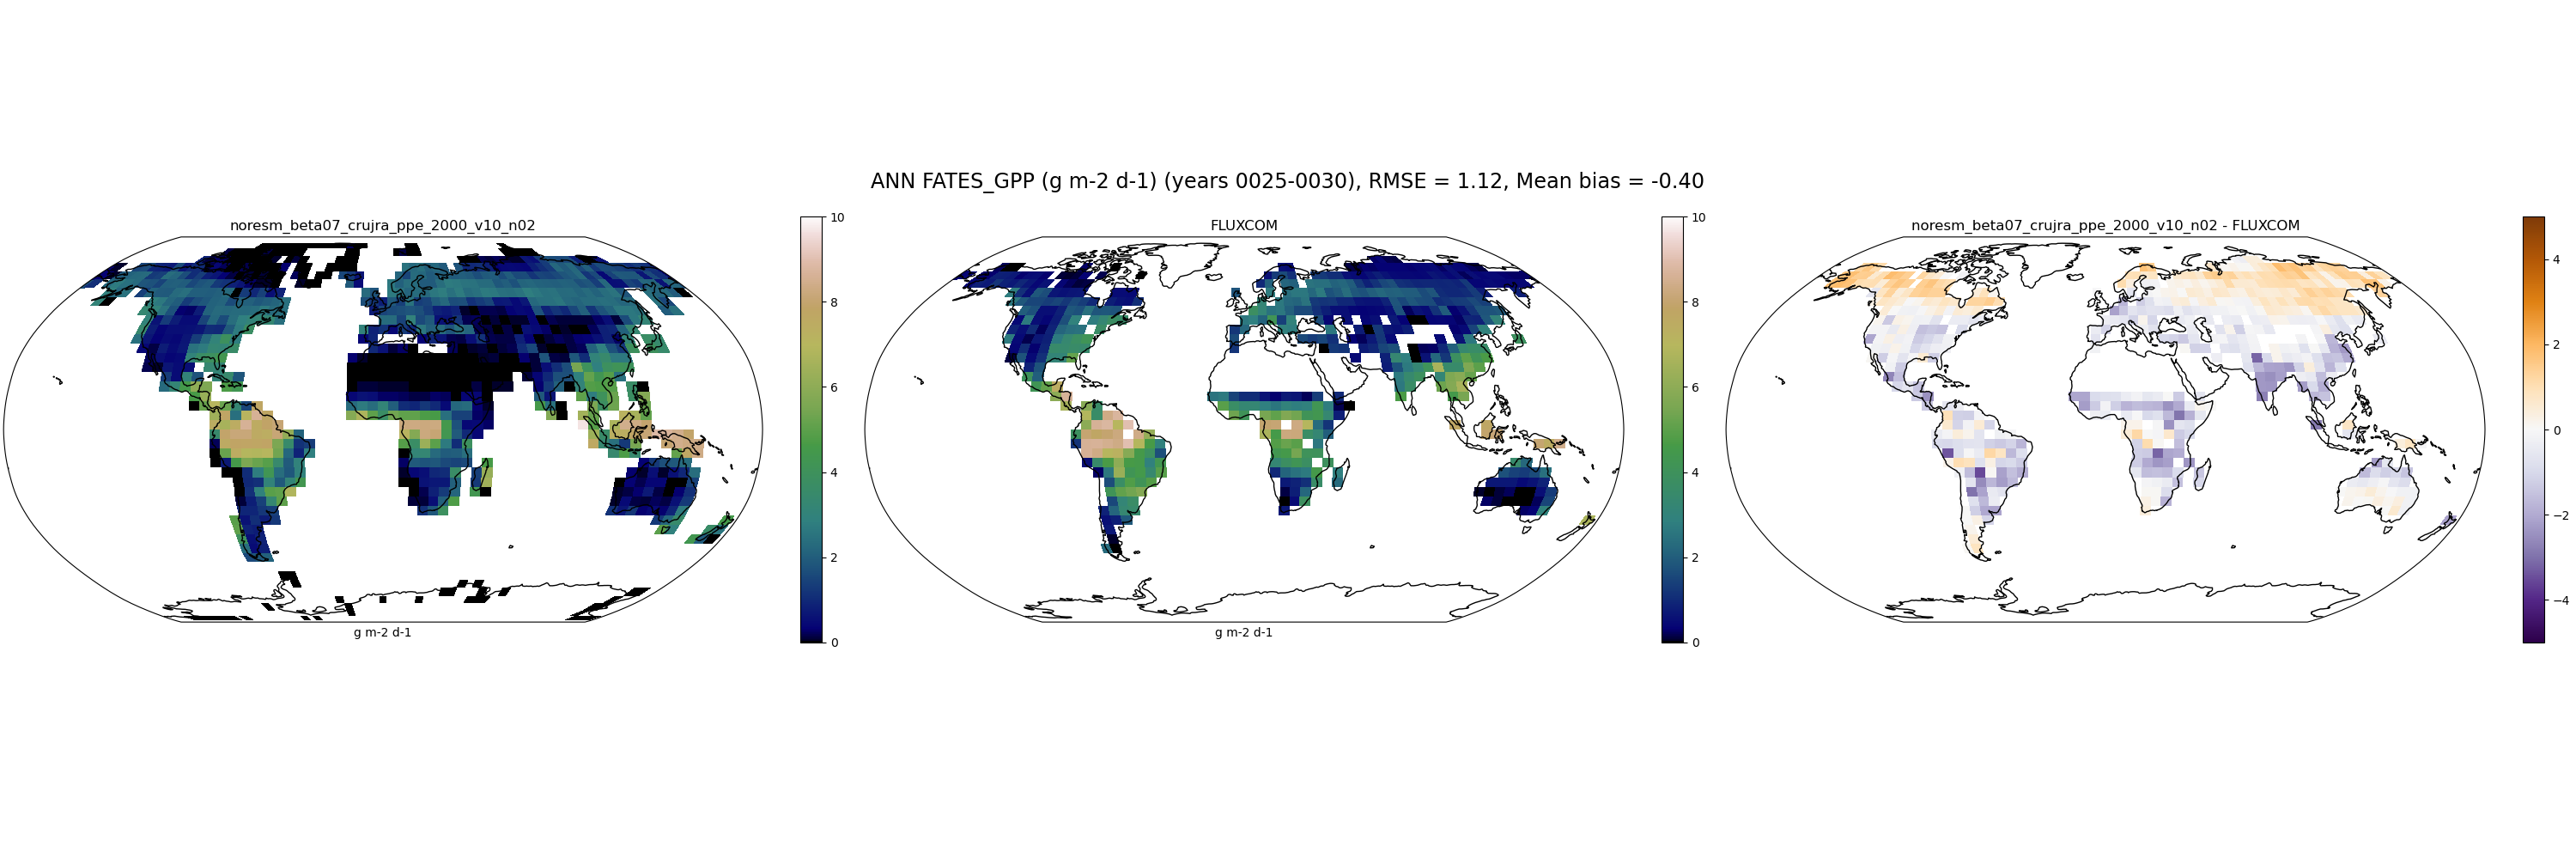 ANN FATES_GPP (g m-2 d-1) (years 0025-0030), RMSE = 1.12, Mean bias = -0.40
noresm_beta07_crujra_ppe_2000_v10_n02
10
8
6
4
2
0
g m-2 d-1
FLUXCOM
10
8
6
4
2
0
g m-2 d-1
noresm_beta07_crujra_ppe_2000_v10_n02 - FLUXCOM
4
2
0
−2
−4